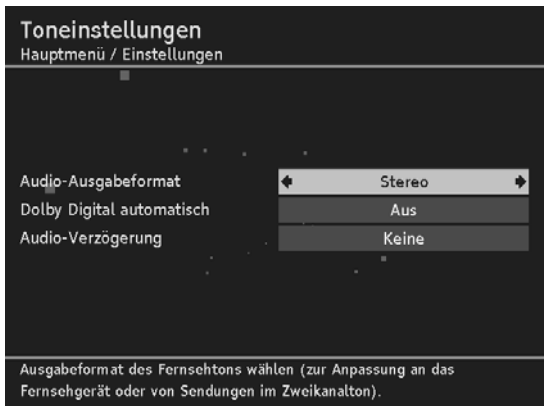 Toneinstellungen
Hauptmenü / Einstellungen
Audio-Ausgabeformat Stereo
Dolby Digital automatisch Aus
Audio-Verzögerung Keine
Ausgabeformat des Fernsehtons wählen (zur Anpassung an das
Fernsehgerät oder von Sendungen im Zweikanalton).